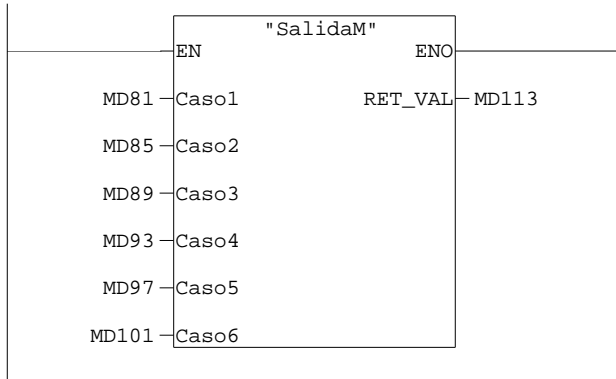 "SalidaM"
EN ENO
MD81 Caso1 RET_VAL MD113
MD85 Caso2
MD89 Caso3
MD93 Caso4
MD97 Caso5
MD101 Caso6